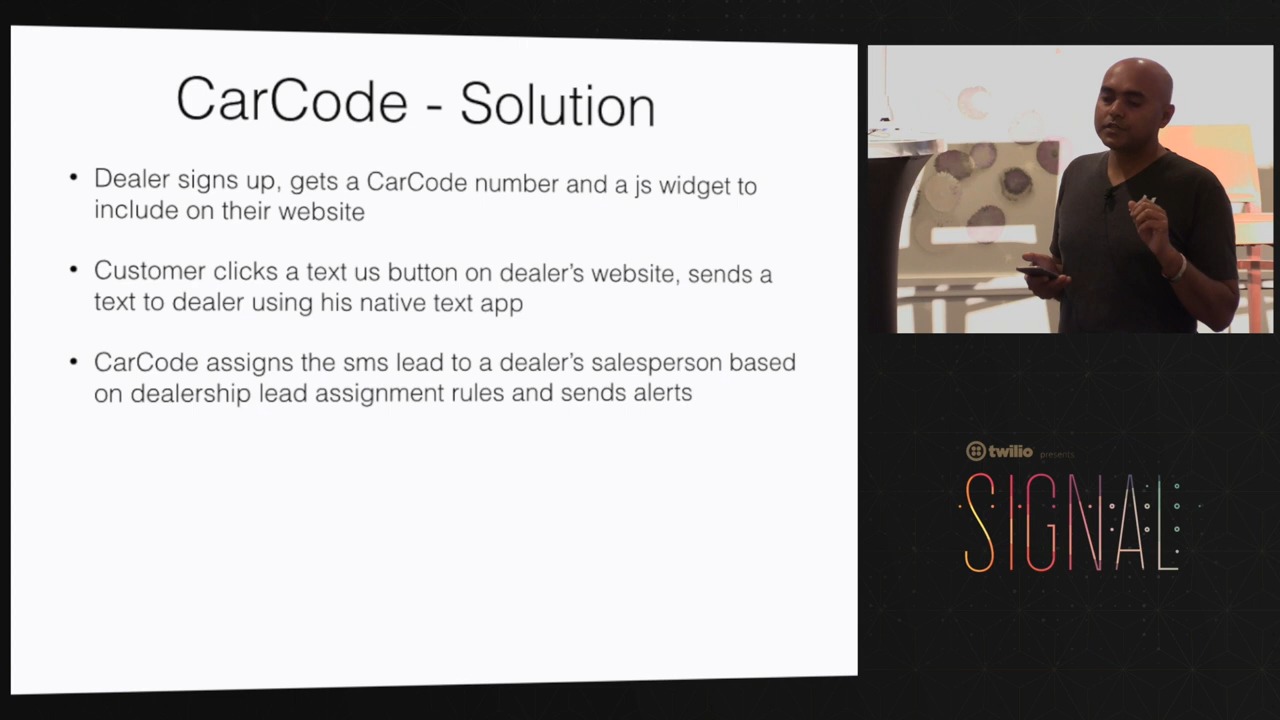 CarCode - Solution
• Dealer signs up, gets a CarCode number and a js widget to
include on their website
• Customer clicks a text us button on dealer's website, sends a
text to dealer using his native text app
• CarCode assigns the sms lead to a dealer's salesperson based
on dealership lead assignment rules and sends alerts
twilio presents
SIGNAL